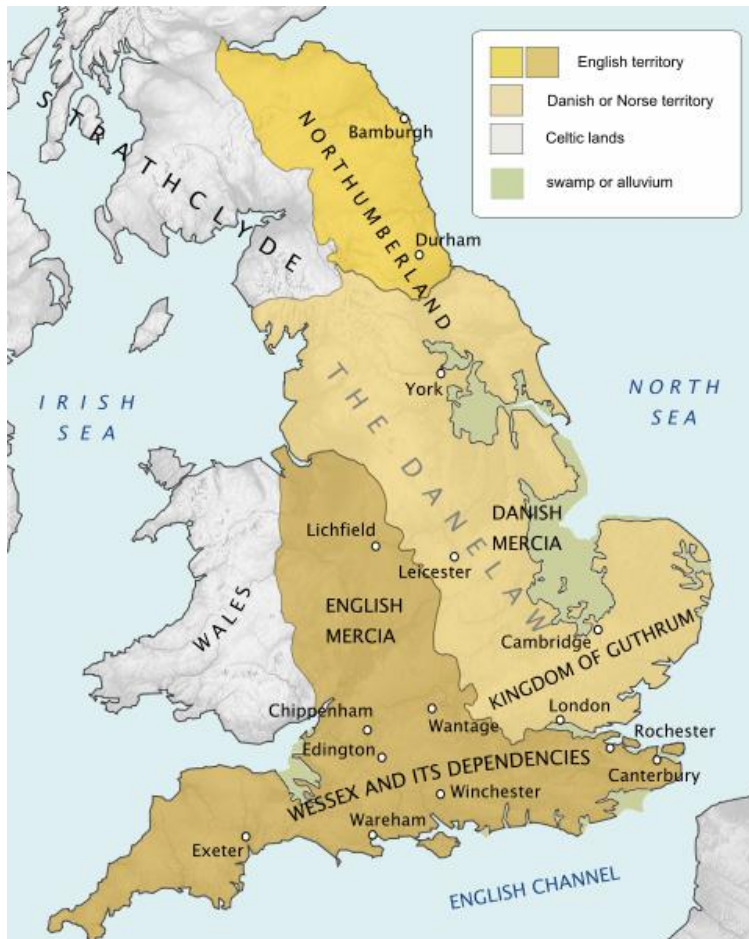 English territory
Danish or Norse territory
Celtic lands
swamp or alluvium
STRATHCLYDE
NORTHUMBERLAND
Bamburgh
Durham
York
IRISH
SEA
NORTH
SEA
THE DANELAW
DANISH
MERCIA
Lichfield
Leicester
ENGLISH
MERCIA
WALES
Cambridge
KINGDOM OF GUTHRUM
London
Chippenham
Wantage
Rochester
Edington
Canterbury
WESSEX AND ITS DEPENDENCIES
Winchester
Wareham
Exeter
ENGLISH CHANNEL